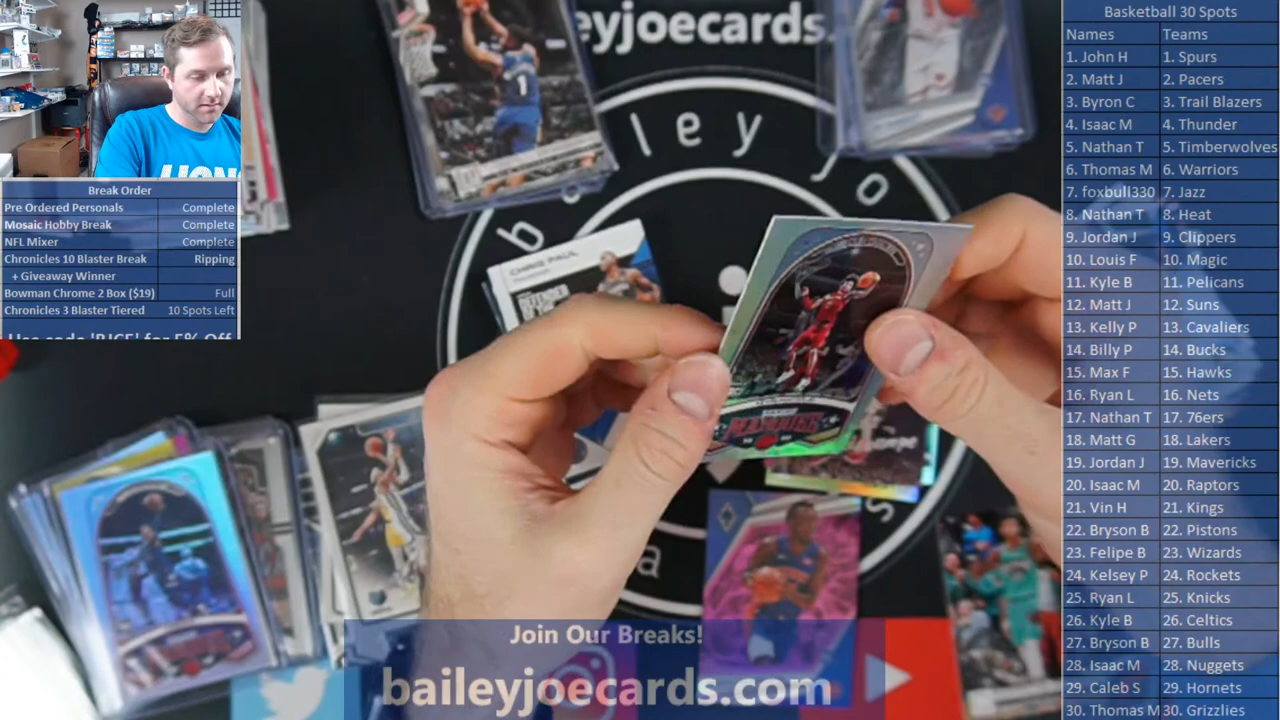 baileyjoecards.
bailey jo
s
a
CHRIS PAUL
MARQUEE
LIONS
Break Order
Pre Ordered Personals Complete
Mosaic Hobby Break Complete
NFL Mixer Complete
Chronicles 10 Blaster Break Ripping
+ Giveaway Winner
Bowman Chrome 2 Box ($19) Full
Chronicles 3 Blaster Tiered 10 Spots Left
Join Our Breaks!
baileyjoecards.com
Basketball 30 Spots
Names Teams
1. John H 1. Spurs
2. Matt J 2. Pacers
3. Byron C 3. Trail Blazers
4. Isaac M 4. Thunder
5. Nathan T 5. Timberwolves
6. Thomas M 6. Warriors
7. foxbull330 7. Jazz
8. Nathan T 8. Heat
9. Jordan J 9. Clippers
10. Louis F 10. Magic
11. Kyle B 11. Pelicans
12. Matt J 12. Suns
13. Kelly P 13. Cavaliers
14. Billy P 14. Bucks
15. Max F 15. Hawks
16. Ryan L 16. Nets
17. Nathan T 17. 76ers
18. Matt G 18. Lakers
19. Jordan J 19. Mavericks
20. Isaac M 20. Raptors
21. Vin H 21. Kings
22. Bryson B 22. Pistons
23. Felipe B 23. Wizards
24. Kelsey P 24. Rockets
25. Ryan L 25. Knicks
26. Kyle B 26. Celtics
27. Bryson B 27. Bulls
28. Isaac M 28. Nuggets
29. Caleb S 29. Hornets
30. Thomas M 30. Grizzlies